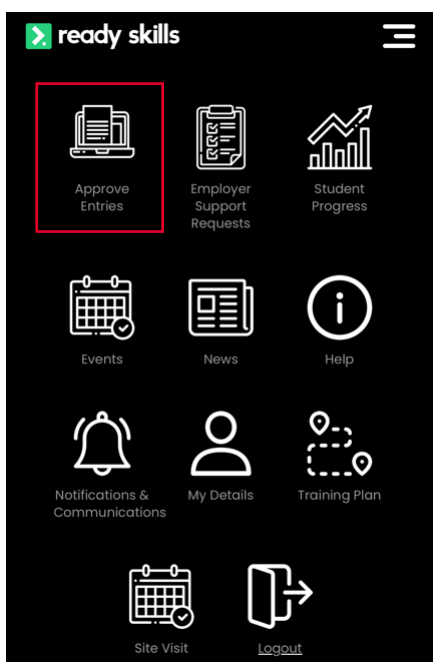 ready skills
Approve
Entries
Employer
Support
Requests
Student
Progress
Events
News
Help
Notifications &
Communications
My Details
Training Plan
Site Visit
Logout